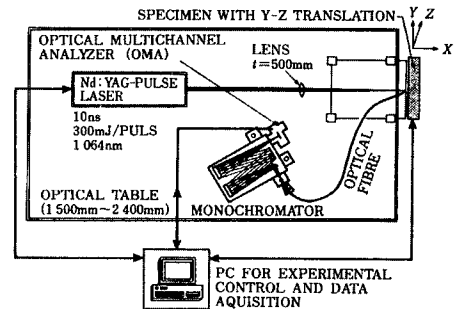 SPECIMEN WITH Y-Z TRANSLATION
Y
Z
X
OPTICAL MULTICHANNEL
ANALYZER (OMA)
LENS
t=500mm
Nd:YAG-PULSE
LASER
10ns
300mJ/PULS
1 064nm
OPTICAL
FIBRE
OPTICAL TABLE
(1 500mm~2 400mm)
MONOCHROMATOR
PC FOR EXPERIMENTAL
CONTROL AND DATA
AQUISITION